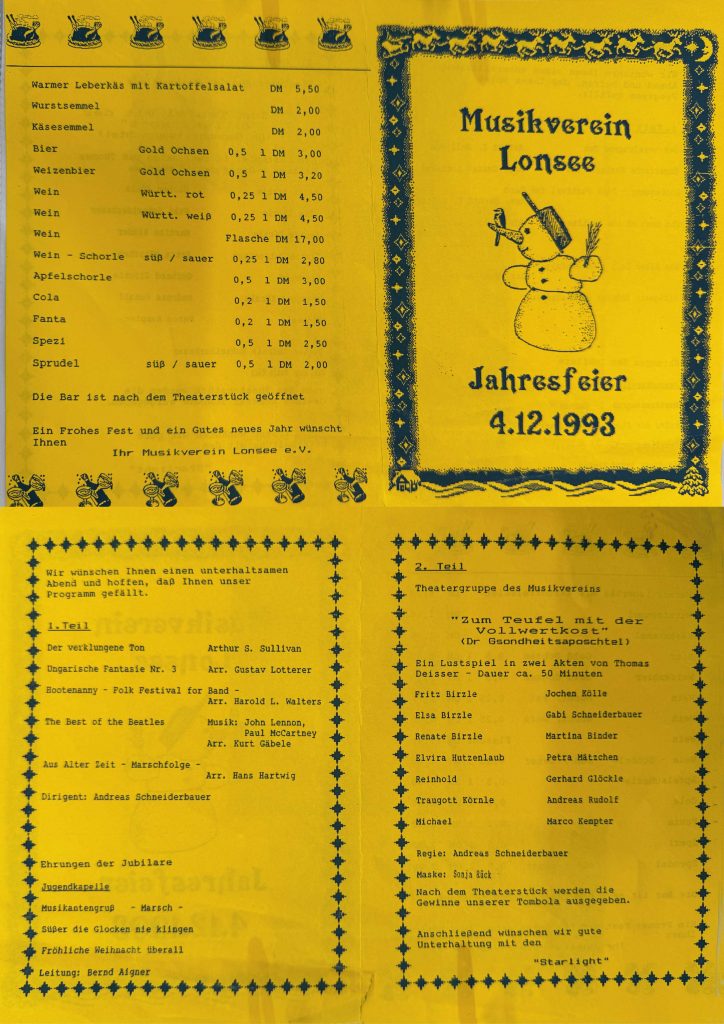 Warmer Leberkäs mit Kartoffelsalat DM 5,50
Wurstsemmel DM 2,00
Käsesemmel DM 2,00
Bier Gold Ochsen 0,5 l DM 3,00
Weizenbier Gold Ochsen 0,5 l DM 3,20
Wein Württ. rot 0,25 l DM 4,50
Wein Württ. weiß 0,25 l DM 4,50
Wein Flasche DM 17,00
Wein - Schorle süß / sauer 0,25 l DM 2,80
Apfelschorle 0,5 l DM 3,00
Cola 0,2 l DM 1,50
Fanta 0,2 l DM 1,50
Spezi 0,5 l DM 2,50
Sprudel süß / sauer 0,5 l DM 2,00
Die Bar ist nach dem Theaterstück geöffnet
Ein Frohes Fest und ein Gutes neues Jahr wünscht
Ihnen
Ihr Musikverein Lonsee e.V.
Musikverein
Lonsee
Jahresfeier
4.12.1993
Wir wünschen Ihnen einen unterhaltsamen
Abend und hoffen, daß Ihnen unser
Programm gefällt.
1.Teil
Der verklungene Ton Arthur S. Sullivan
Ungarische Fantasie Nr. 3 Arr. Gustav Lotterer
Hootenanny - Folk Festival for Band -
Arr. Harold L. Walters
The Best of the Beatles Musik: John Lennon,
Paul McCartney
Arr. Kurt Gäbele
Aus Alter Zeit - Marschfolge -
Arr. Hans Hartwig
Dirigent: Andreas Schneiderbauer
Ehrungen der Jubilare
Jugendkapelle
Musikantengruß - Marsch -
Süßer die Glocken nie klingen
Fröhliche Weihnacht überall
Leitung: Bernd Aigner
2. Teil
Theatergruppe des Musikvereins
"Zum Teufel mit der
Vollwertkost"
(Dr Gsondheitsaposchtel)
Ein Lustspiel in zwei Akten von Thomas
Deisser - Dauer ca. 50 Minuten
Fritz Birzle Jochen Kölle
Elsa Birzle Gabi Schneiderbauer
Renate Birzle Martina Binder
Elvira Hutzenlaub Petra Mätzchen
Reinhold Gerhard Glöckle
Traugott Körnle Andreas Rudolf
Michael Marco Kempter
Regie: Andreas Schneiderbauer
Maske: Sonja Röck
Nach dem Theaterstück werden die
Gewinne unserer Tombola ausgegeben.
Anschließend wünschen wir gute
Unterhaltung mit den
"Starlight"